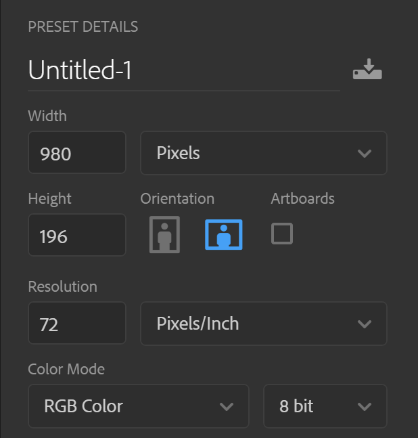 PRESET DETAILS
Untitled-1
Width
980 Pixels
Height Orientation Artboards
196
Resolution
72 Pixels/Inch
Color Mode
RGB Color 8 bit